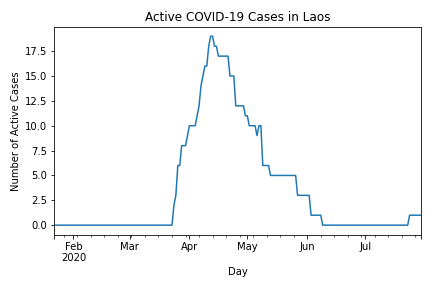 Active COVID-19 Cases in Laos
Number of Active Cases
17.5
15.0
12.5
10.0
7.5
5.0
2.5
0.0
Feb Mar Apr May Jun Jul
2020
Day